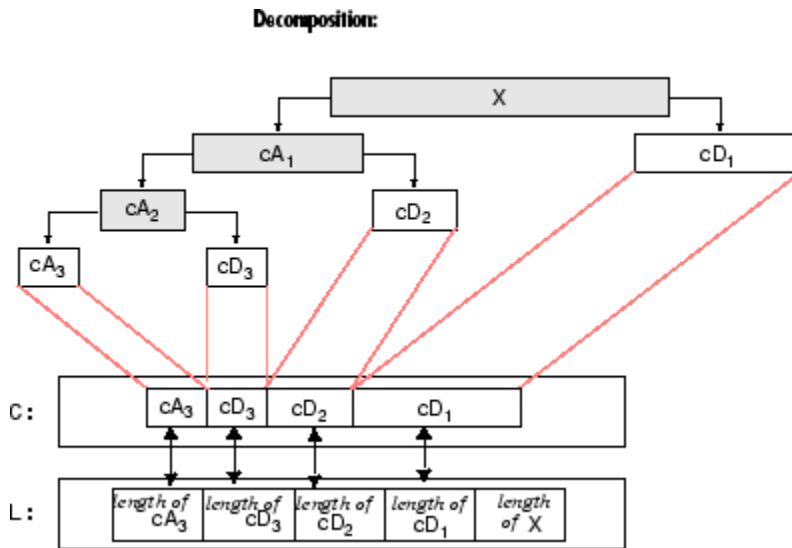 Decomposition:
X
cA₁
cD₁
cA₂
cD₂
cA₃
cD₃
C:
cA₃ cD₃ cD₂ cD₁
L:
length of cA₃
length of cD₃
length of cD₂
length of cD₁
length
of X